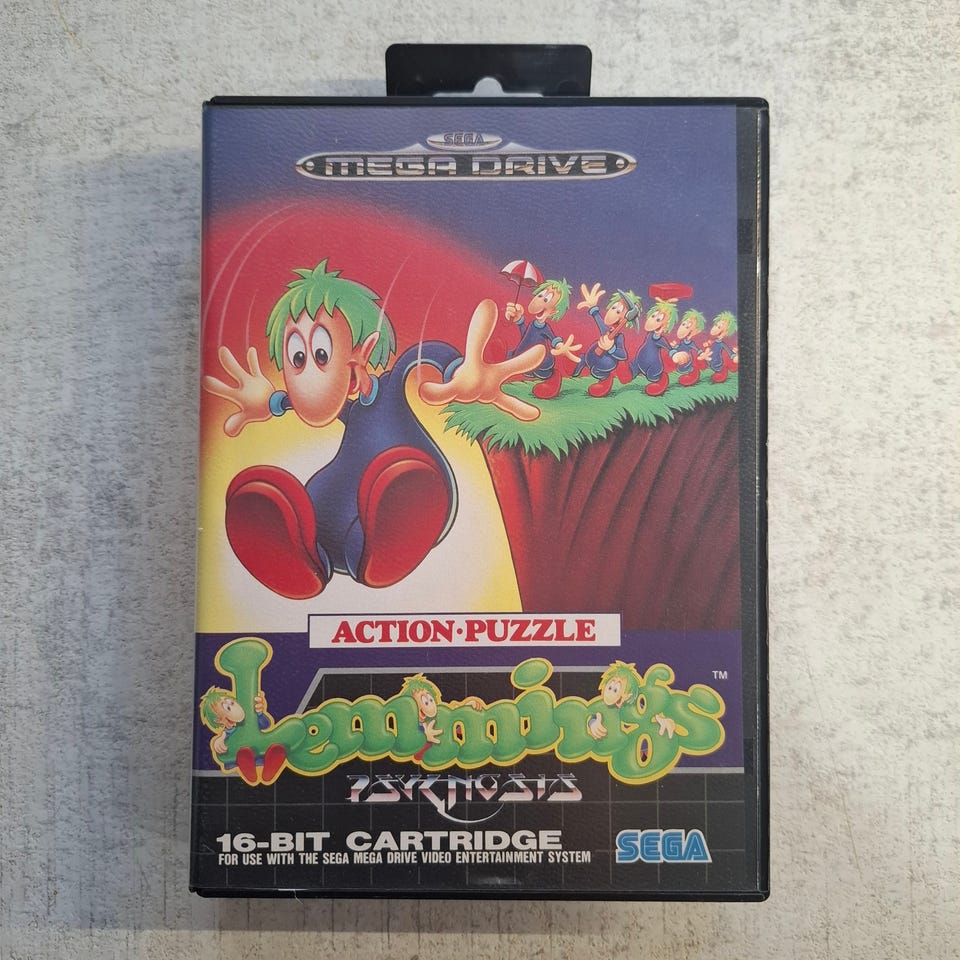 SEGA
MEGA DRIVE
ACTION·PUZZLE
Lemmings
TM
PSYGNOSIS
16-BIT CARTRIDGE
FOR USE WITH THE SEGA MEGA DRIVE VIDEO ENTERTAINMENT SYSTEM
SEGA